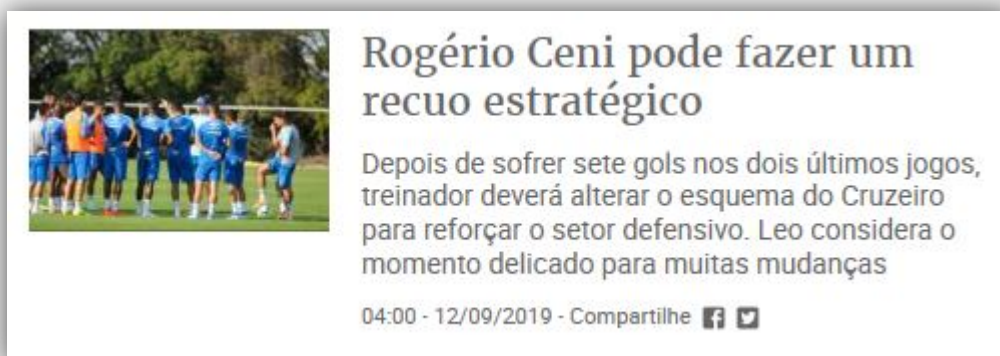 Rogério Ceni pode fazer um
recuo estratégico
Depois de sofrer sete gols nos dois últimos jogos,
treinador deverá alterar o esquema do Cruzeiro
para reforçar o setor defensivo. Leo considera o
momento delicado para muitas mudanças
04:00 - 12/09/2019 - Compartilhe